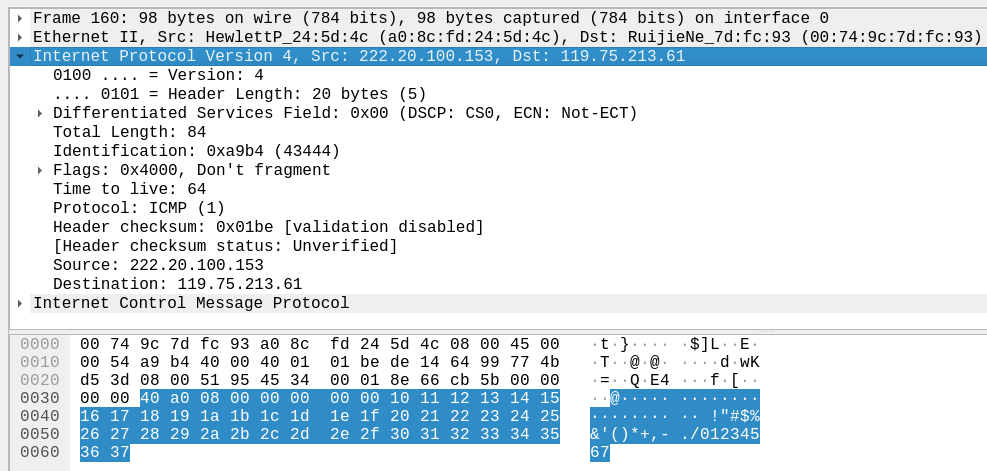 Frame 160: 98 bytes on wire (784 bits), 98 bytes captured (784 bits) on interface 0
Ethernet II, Src: HewlettP_24:5d:4c (a0:8c:fd:24:5d:4c), Dst: RuijieNe_7d:fc:93 (00:74:9c:7d:fc:93)
Internet Protocol Version 4, Src: 222.20.100.153, Dst: 119.75.213.61
0100 .... = Version: 4
.... 0101 = Header Length: 20 bytes (5)
Differentiated Services Field: 0x00 (DSCP: CS0, ECN: Not-ECT)
Total Length: 84
Identification: 0xa9b4 (43444)
Flags: 0x4000, Don't fragment
Time to live: 64
Protocol: ICMP (1)
Header checksum: 0x01be [validation disabled]
[Header checksum status: Unverified]
Source: 222.20.100.153
Destination: 119.75.213.61
Internet Control Message Protocol
0000 00 74 9c 7d fc 93 a0 8c fd 24 5d 4c 08 00 45 00 ·t·}···· ·$]L··E·
0010 00 54 a9 b4 40 00 40 01 01 be de 14 64 99 77 4b ·T··@·@· ····d·wK
0020 d5 3d 08 00 51 95 45 34 00 01 8e 66 cb 5b 00 00 ·=··Q·E4 ···f·[··
0030 00 00 40 a0 08 00 00 00 00 00 10 11 12 13 14 15 ··@····· ········
0040 16 17 18 19 1a 1b 1c 1d 1e 1f 20 21 22 23 24 25 ········ ·· !"#$%
0050 26 27 28 29 2a 2b 2c 2d 2e 2f 30 31 32 33 34 35 &'()*+,- ./012345
0060 36 37 67